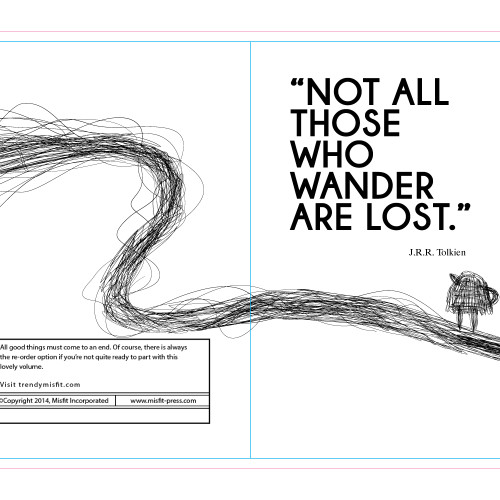 “NOT ALL
THOSE
WHO
WANDER
ARE LOST.”
J.R.R. Tolkien
All good things must come to an end. Of course, there is always
the re-order option if you’re not quite ready to part with this
lovely volume.
Visit trendymisfit.com
©Copyright 2014, Misfit Incorporated
www.misfit-press.com